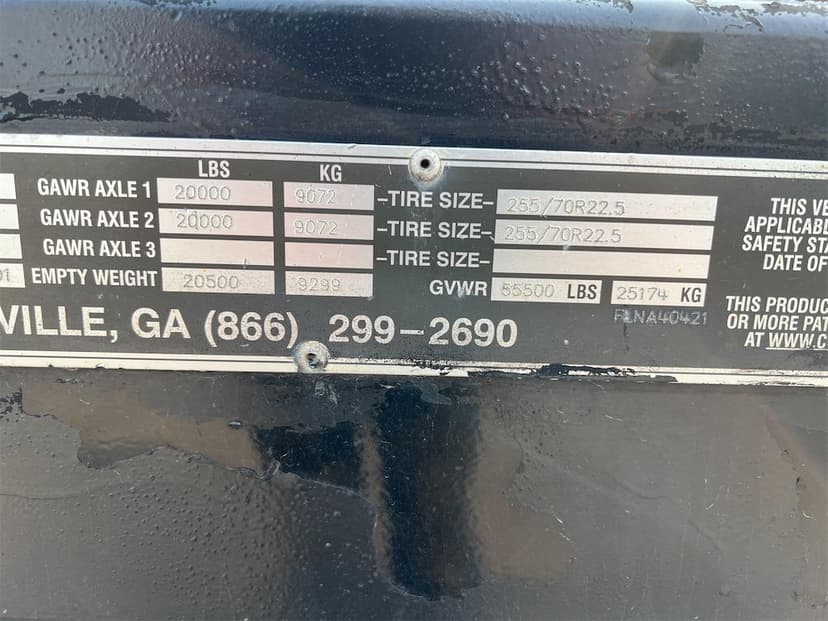 LBS KG
GAWR AXLE 1 20000 9072 -TIRE SIZE- 255/70R22.5
GAWR AXLE 2 20000 9072 -TIRE SIZE- 255/70R22.5
GAWR AXLE 3 -TIRE SIZE-
01 EMPTY WEIGHT 20500 9299 GVWR 55500 LBS 25174 KG
PLNA40421
VILLE, GA (866) 299-2690
THIS VE
APPLICABL
SAFETY STA
DATE OF
THIS PRODUC
OR MORE PAT
AT WWW.C